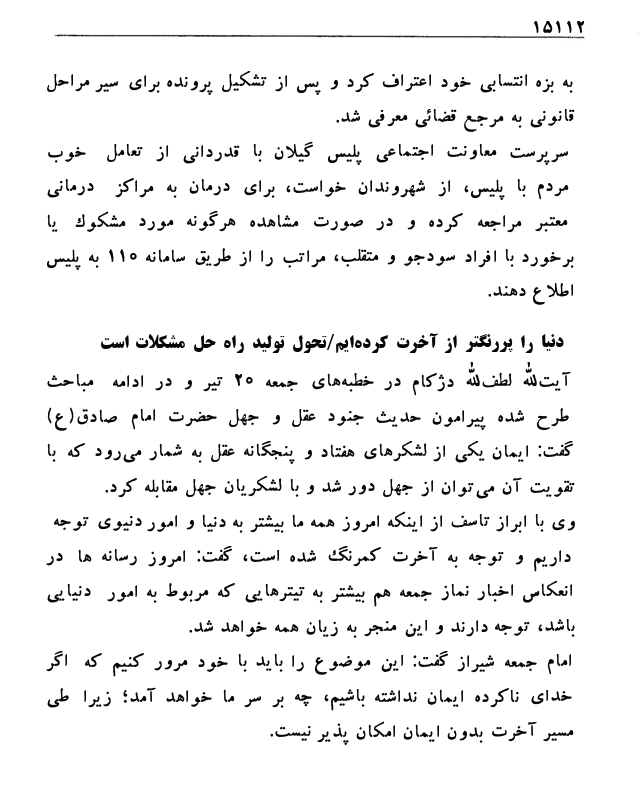 ۱۵۱۱۲
به بزه انتسابی خود اعتراف کرد و پس از تشکیل پرونده برای سیر مراحل
قانونی به مرجع قضائی معرفی شد.
سرپرست معاونت اجتماعی پلیس گیلان با قدردانی از تعامل خوب
مردم با پلیس، از شهروندان خواست، برای درمان به مراکز درمانی
معتبر مراجعه کرده و در صورت مشاهده هرگونه مورد مشکوک یا
برخورد با افراد سودجو و متقلب، مراتب را از طریق سامانه ۱۱۰ به پلیس
اطلاع دهند.
دنیا را پررنگتر از آخرت کرده‌ایم/تحول تولید راه حل مشکلات است
آیت‌الله لطف‌الله دژکام در خطبه‌های جمعه ۲۵ تیر و در ادامه مباحث
طرح شده پیرامون حدیث جنود عقل و جهل حضرت امام صادق(ع)
گفت: ایمان یکی از لشکرهای هفتاد و پنجگانه عقل به شمار می‌رود که با
تقویت آن می‌توان از جهل دور شد و با لشکریان جهل مقابله کرد.
وی با ابراز تاسف از اینکه امروز همه ما بیشتر به دنیا و امور دنیوی توجه
داریم و توجه به آخرت کمرنگ شده است، گفت: امروز رسانه ها در
انعکاس اخبار نماز جمعه هم بیشتر به تیترهایی که مربوط به امور دنیایی
باشد، توجه دارند و این منجر به زیان همه خواهد شد.
امام جمعه شیراز گفت: این موضوع را باید با خود مرور کنیم که اگر
خدای ناکرده ایمان نداشته باشیم، چه بر سر ما خواهد آمد؛ زیرا طی
مسیر آخرت بدون ایمان امکان پذیر نیست.